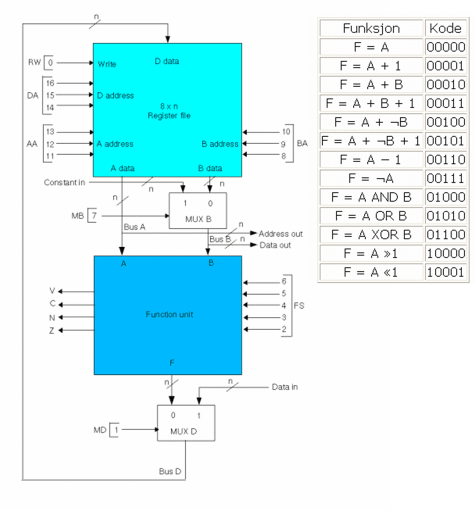 n
RW 0 Write
D data
16
DA 15 D address
14
8 x n
Register file
13 10
AA 12 A address B address 9 BA
11 8
A data B data
Constant in n n
1 0
MB 7 MUX B
Bus A
Address out
Bus B n Data out
n
A B
6
V 5
C Function unit 4 FS
N 3
Z 2
F
n n Data in
0 1
MD 1 MUX D
Bus D
Funksjon Kode
F = A 00000
F = A + 1 00001
F = A + B 00010
F = A + B + 1 00011
F = A + ¬B 00100
F = A + ¬B + 1 00101
F = A − 1 00110
F = ¬A 00111
F = A AND B 01000
F = A OR B 01010
F = A XOR B 01100
F = A »1 10000
F = A «1 10001